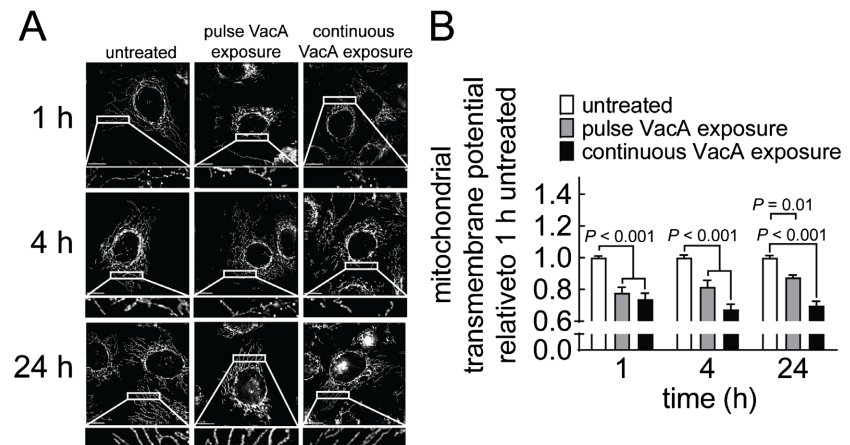 A
untreated
pulse VacA
exposure
continuous
VacA exposure
1 h
4 h
24 h
B
mitochondrial
transmembrane potential
relativeto 1 h untreated
untreated
pulse VacA exposure
continuous VacA exposure
1.4
1.2
1.0
0.8
0.6
0.0
P < 0.001
P < 0.001
P = 0.01
P < 0.001
1
4
24
time (h)